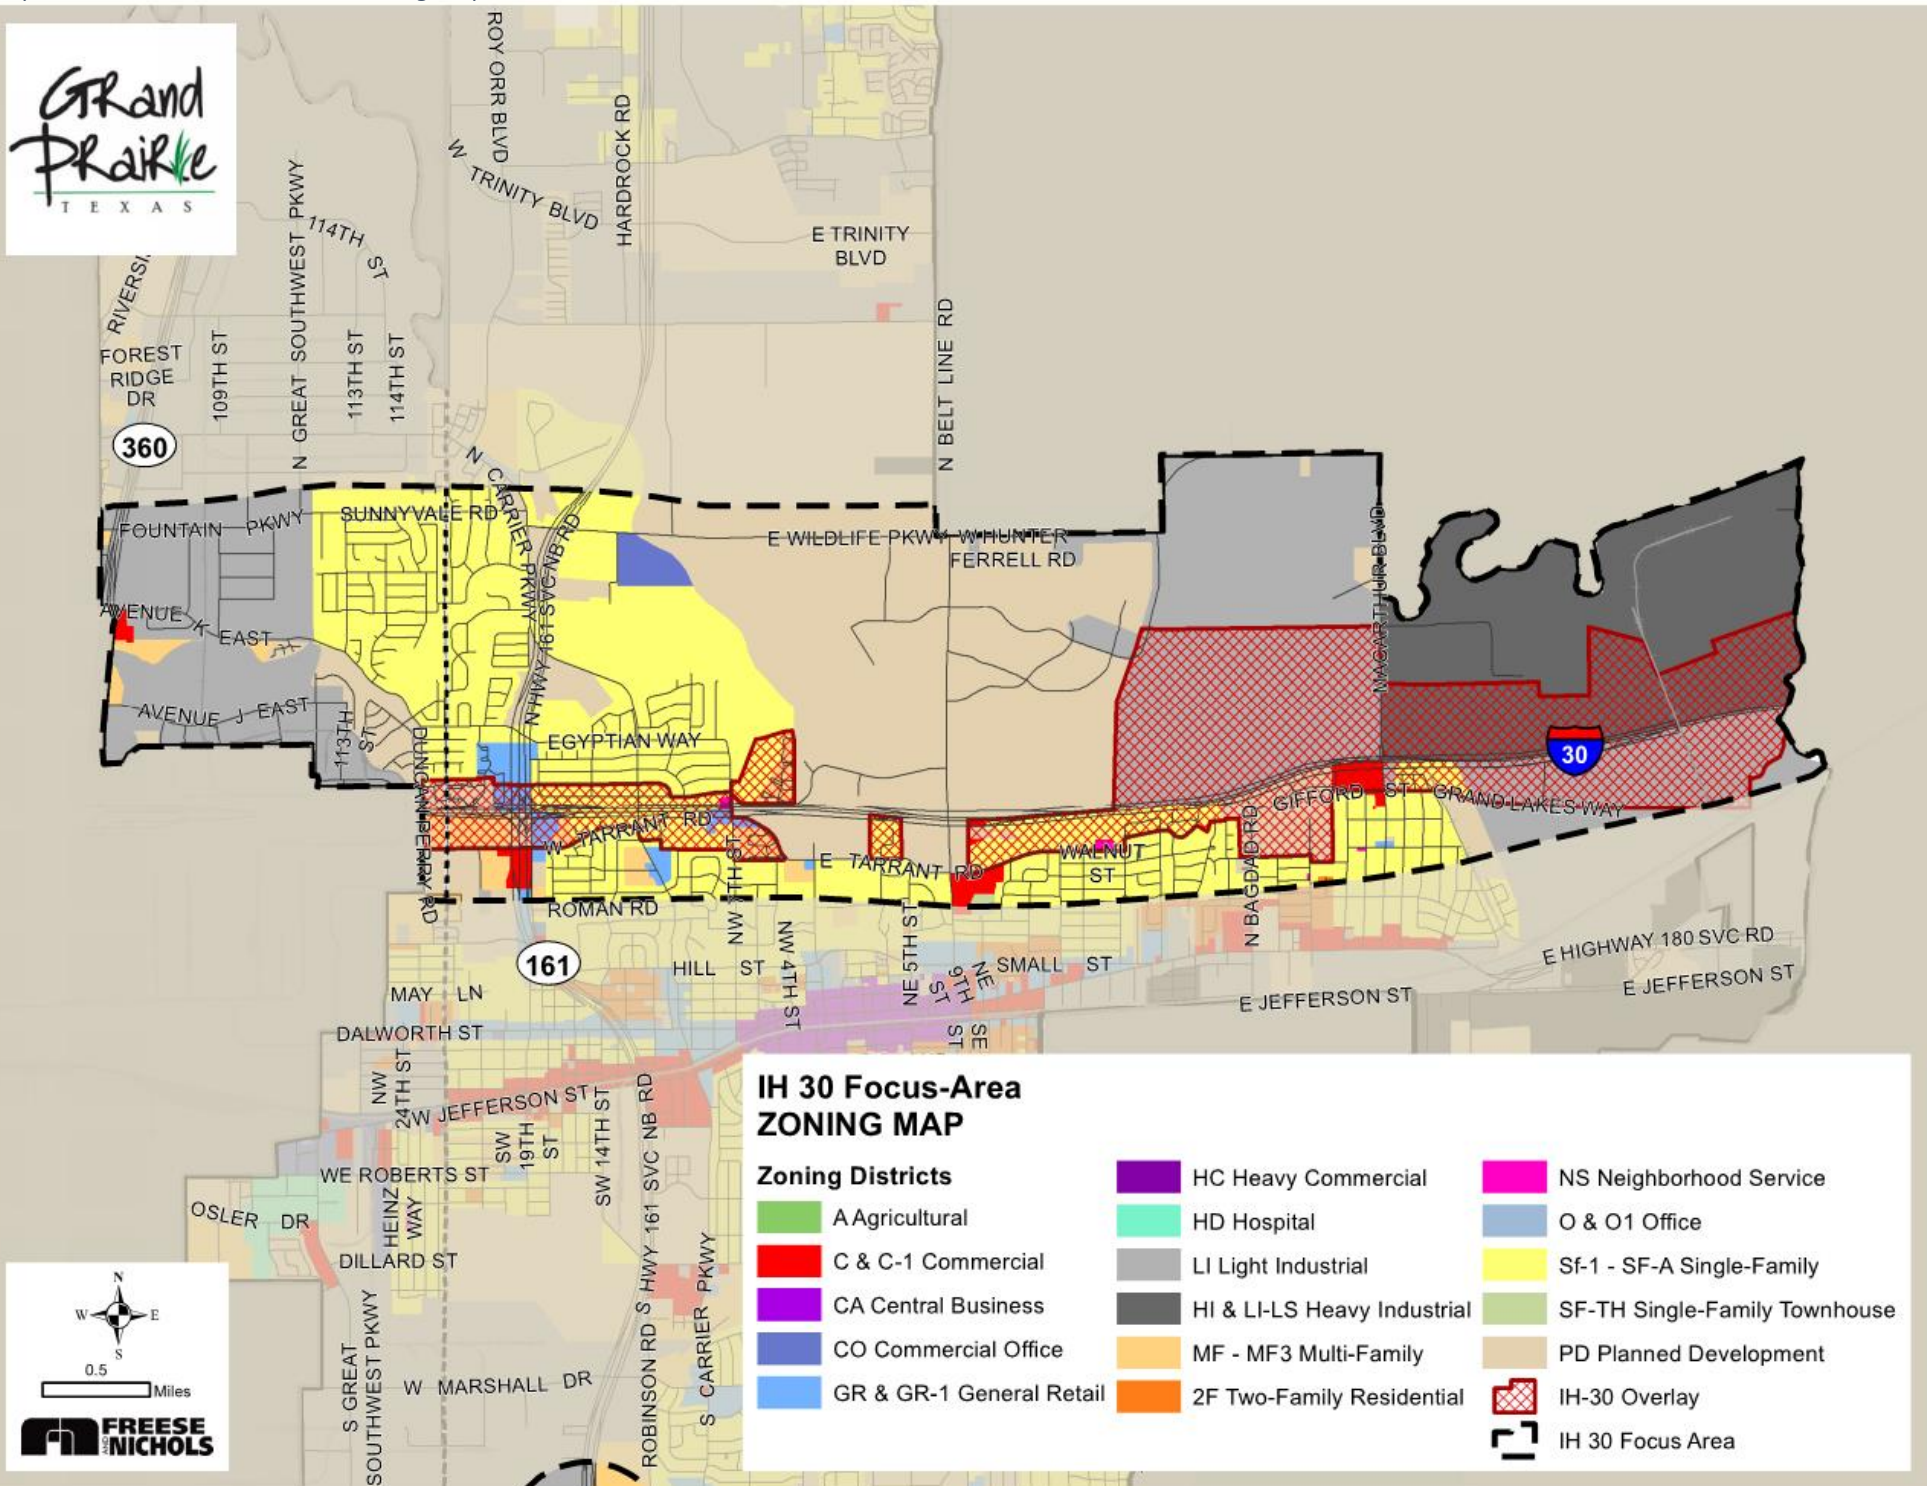 GRand
PRaiRie
TEXAS
ROY ORR BLVD
HARDROCK RD
W TRINITY BLVD
N GREAT SOUTHWEST PKWY
114TH ST
E TRINITY
BLVD
FOREST
RIDGE
DR
109TH ST
113TH ST
114TH ST
N BELT LINE RD
360
N CARRIER PKWY
FOUNTAIN PKWY
SUNNYVALE RD
E WILDLIFE PKWY
W HUNTER
FERRELL RD
N HWY 161 SVC NB RD
MACARTHUR BLVD
AVENUE K EAST
AVENUE J EAST
113TH ST
DUNCAN PERRY RD
EGYPTIAN WAY
30
GIFFORD ST
GRAND LAKES WAY
W TARRANT RD
E TARRANT RD
WALNUT
ST
NW 7TH ST
N BAGDAD RD
ROMAN RD
161
HILL ST
NW 4TH ST
NE 5TH ST
NE
9TH
ST
SMALL ST
SE
ST
E HIGHWAY 180 SVC RD
E JEFFERSON ST
E JEFFERSON ST
MAY LN
DALWORTH ST
NW
24TH ST
W JEFFERSON ST
SW
19TH
ST
SW 14TH ST
WE ROBERTS ST
OSLER DR
HEINZ
WAY
DILLARD ST
S GREAT
SOUTHWEST PKWY
W MARSHALL DR
ROBINSON RD
S HWY 161 SVC NB RD
S CARRIER PKWY
N
W E
S
0.5
Miles
FREESE
AND NICHOLS
IH 30 Focus-Area
ZONING MAP
Zoning Districts
A Agricultural
C & C-1 Commercial
CA Central Business
CO Commercial Office
GR & GR-1 General Retail
HC Heavy Commercial
HD Hospital
LI Light Industrial
HI & LI-LS Heavy Industrial
MF - MF3 Multi-Family
2F Two-Family Residential
NS Neighborhood Service
O & O1 Office
Sf-1 - SF-A Single-Family
SF-TH Single-Family Townhouse
PD Planned Development
IH-30 Overlay
IH 30 Focus Area